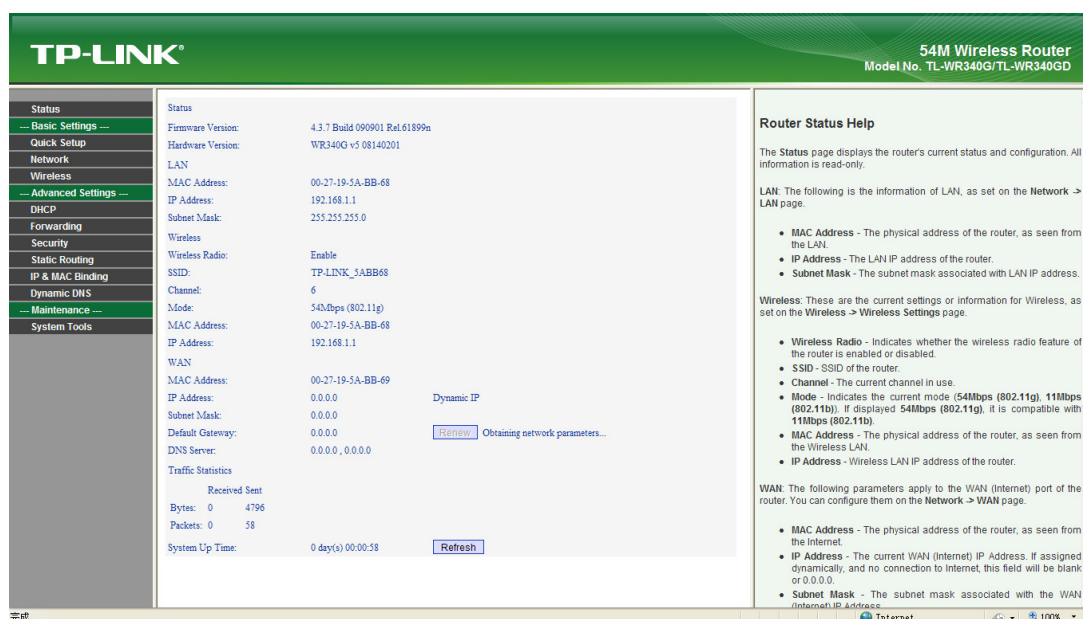 TP-LINK®
54M Wireless Router
Model No. TL-WR340G/TL-WR340GD
Status
--- Basic Settings ---
Quick Setup
Network
Wireless
--- Advanced Settings ---
DHCP
Forwarding
Security
Static Routing
IP & MAC Binding
Dynamic DNS
--- Maintenance ---
System Tools
Status
Firmware Version: 4.3.7 Build 090901 Rel.61899n
Hardware Version: WR340G v5 08140201
LAN
MAC Address: 00-27-19-5A-BB-68
IP Address: 192.168.1.1
Subnet Mask: 255.255.255.0
Wireless
Wireless Radio: Enable
SSID: TP-LINK_5ABB68
Channel: 6
Mode: 54Mbps (802.11g)
MAC Address: 00-27-19-5A-BB-68
IP Address: 192.168.1.1
WAN
MAC Address: 00-27-19-5A-BB-69
IP Address: 0.0.0.0 Dynamic IP
Subnet Mask: 0.0.0.0
Default Gateway: 0.0.0.0 Renew Obtaining network parameters...
DNS Server: 0.0.0.0 , 0.0.0.0
Traffic Statistics
Received Sent
Bytes: 0 4796
Packets: 0 58
System Up Time: 0 day(s) 00:00:58 Refresh
Router Status Help
The Status page displays the router's current status and configuration. All
information is read-only.
LAN: The following is the information of LAN, as set on the Network ->
LAN page.
• MAC Address - The physical address of the router, as seen from
the LAN.
• IP Address - The LAN IP address of the router.
• Subnet Mask - The subnet mask associated with LAN IP address.
Wireless: These are the current settings or information for Wireless, as
set on the Wireless -> Wireless Settings page.
• Wireless Radio - Indicates whether the wireless radio feature of
the router is enabled or disabled.
• SSID - SSID of the router.
• Channel - The current channel in use.
• Mode - Indicates the current mode (54Mbps (802.11g), 11Mbps
(802.11b)). If displayed 54Mbps (802.11g), it is compatible with
11Mbps (802.11b).
• MAC Address - The physical address of the router, as seen from
the Wireless LAN.
• IP Address - Wireless LAN IP address of the router.
WAN: The following parameters apply to the WAN (Internet) port of the
router. You can configure them on the Network -> WAN page.
• MAC Address - The physical address of the router, as seen from
the Internet.
• IP Address - The current WAN (Internet) IP Address. If assigned
dynamically, and no connection to Internet, this field will be blank
or 0.0.0.0.
• Subnet Mask - The subnet mask associated with the WAN
(Internet) IP Address
完成
Internet
100%